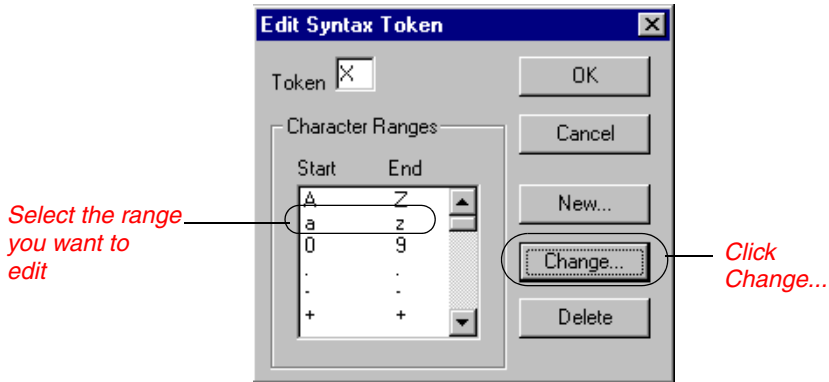 Edit Syntax Token
Token X
OK
Character Ranges
Cancel
Start End
A Z
New...
a z
0 9
Change...
. .
- -
+ +
Delete
Select the range
you want to
edit
Click
Change...